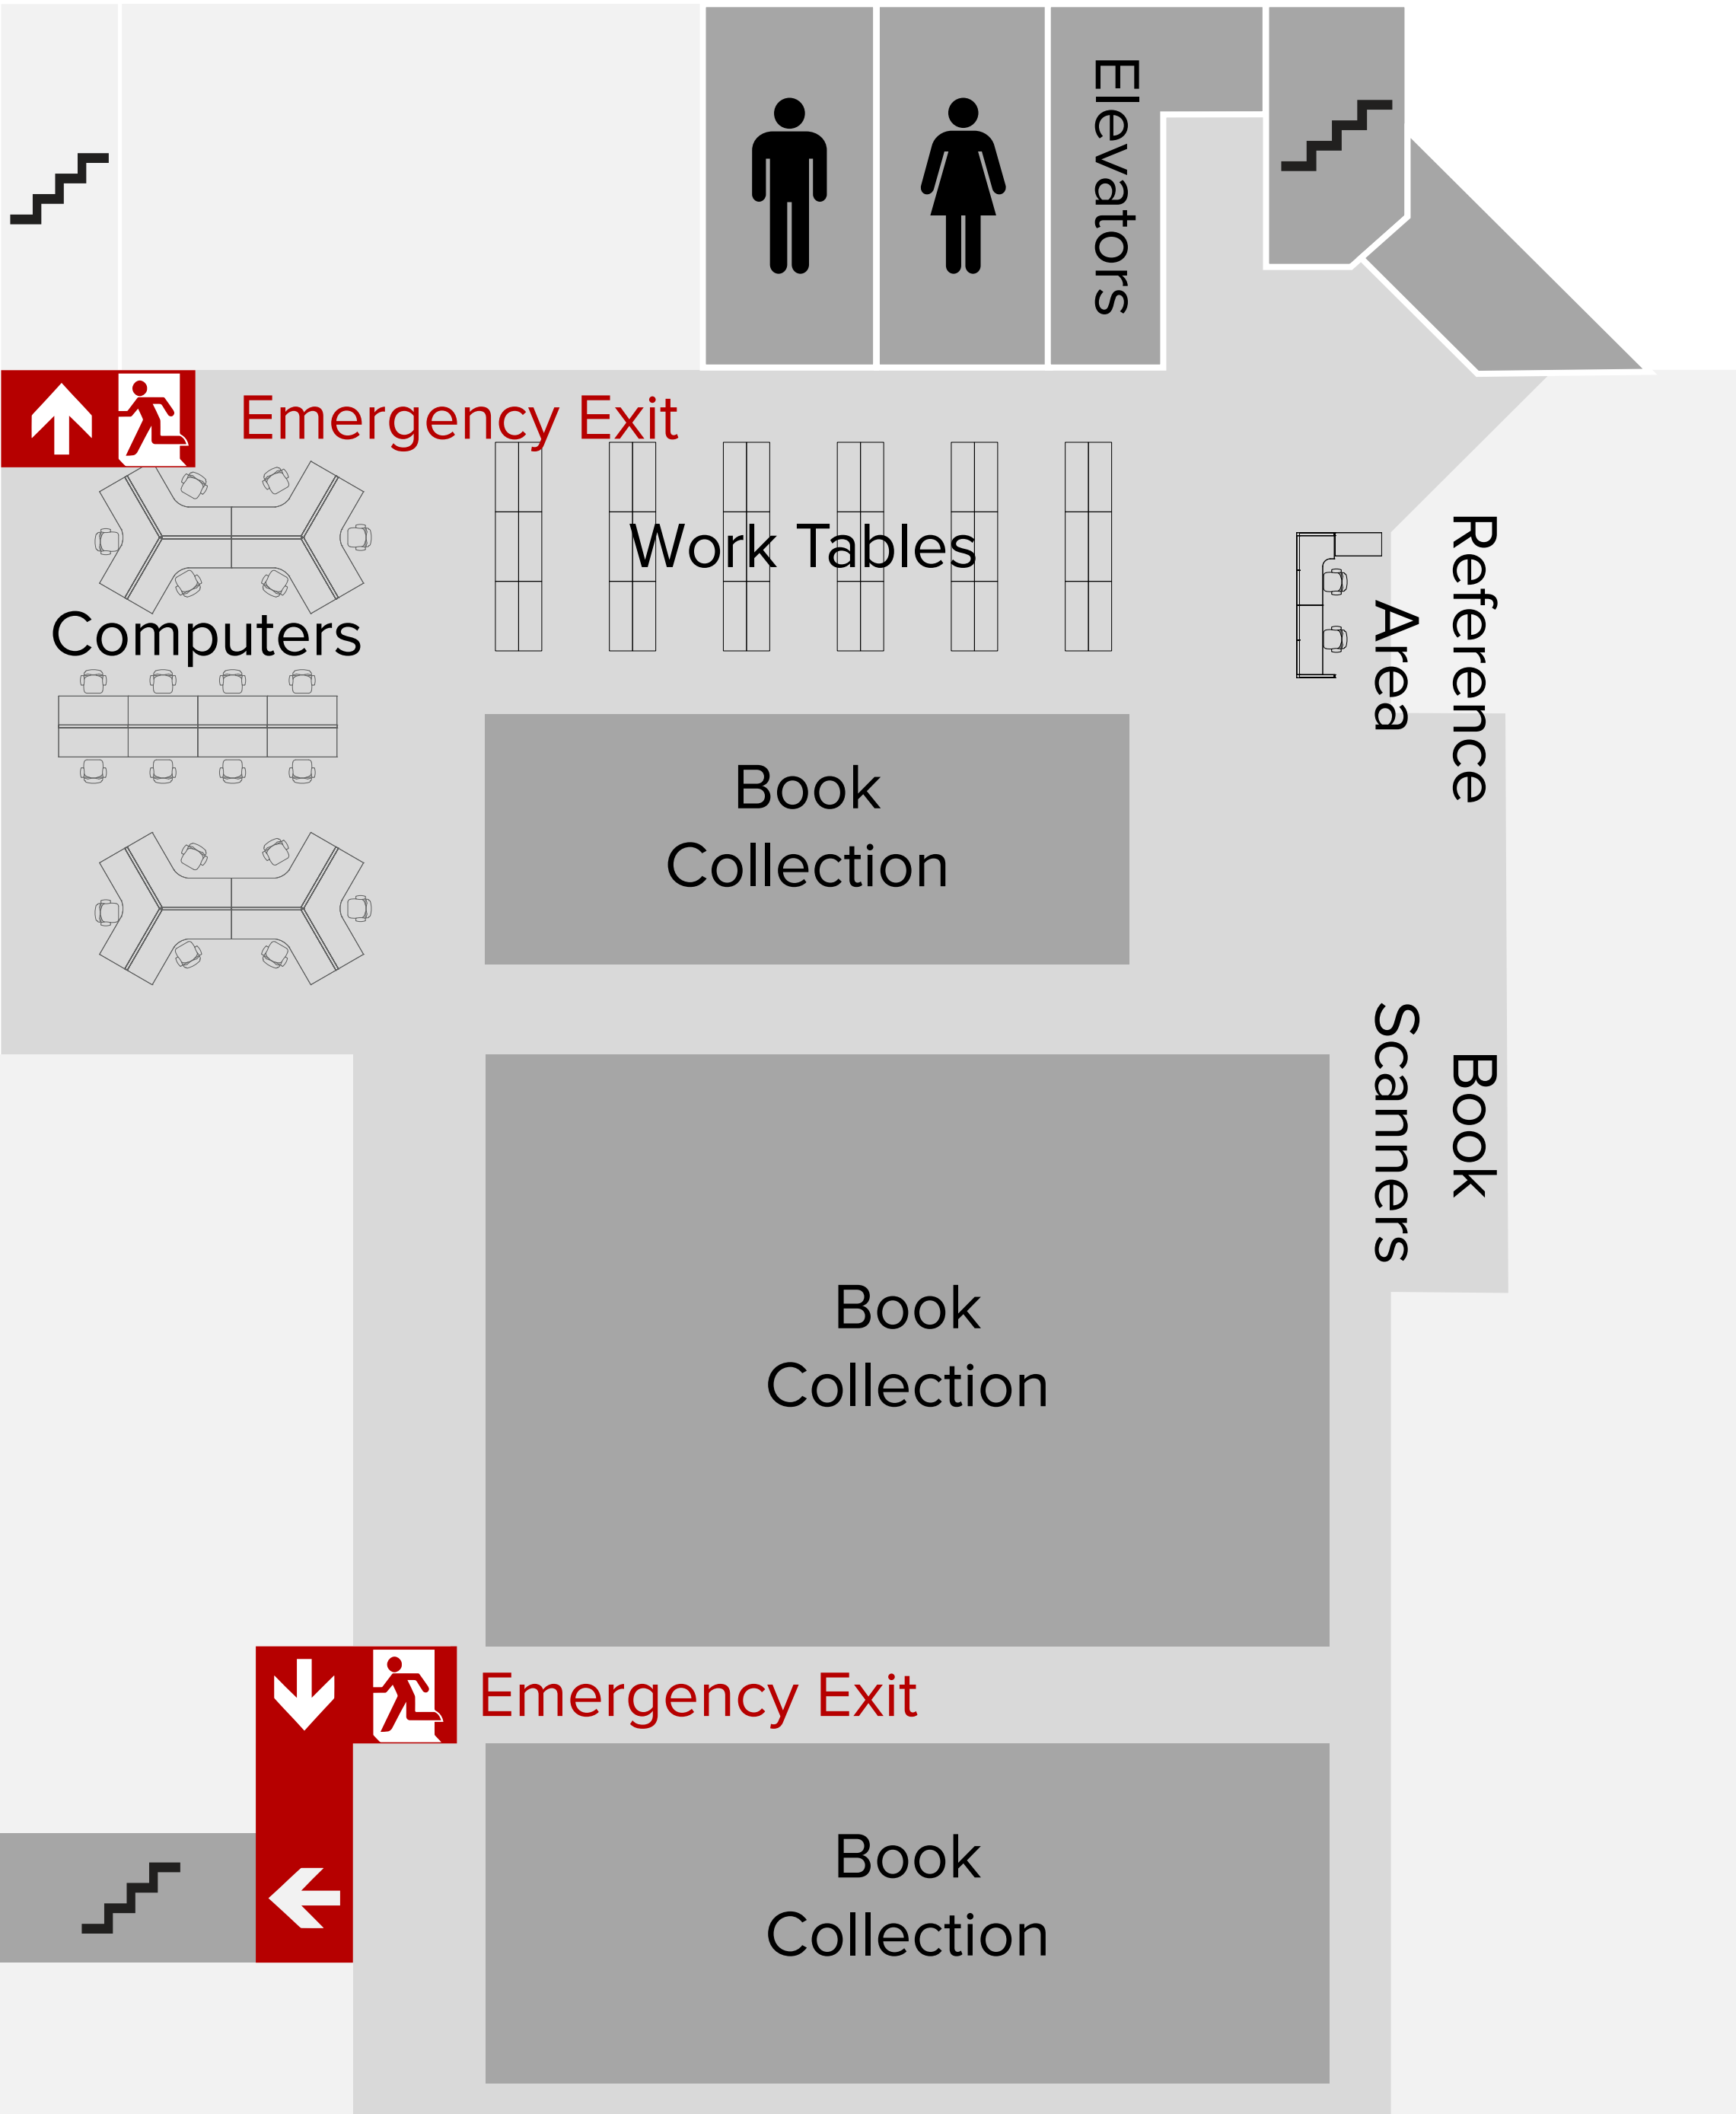 Elevators
Emergency Exit
Work Tables
Reference
Area
Computers
Book
Collection
Book
Scanners
Book
Collection
Emergency Exit
Book
Collection